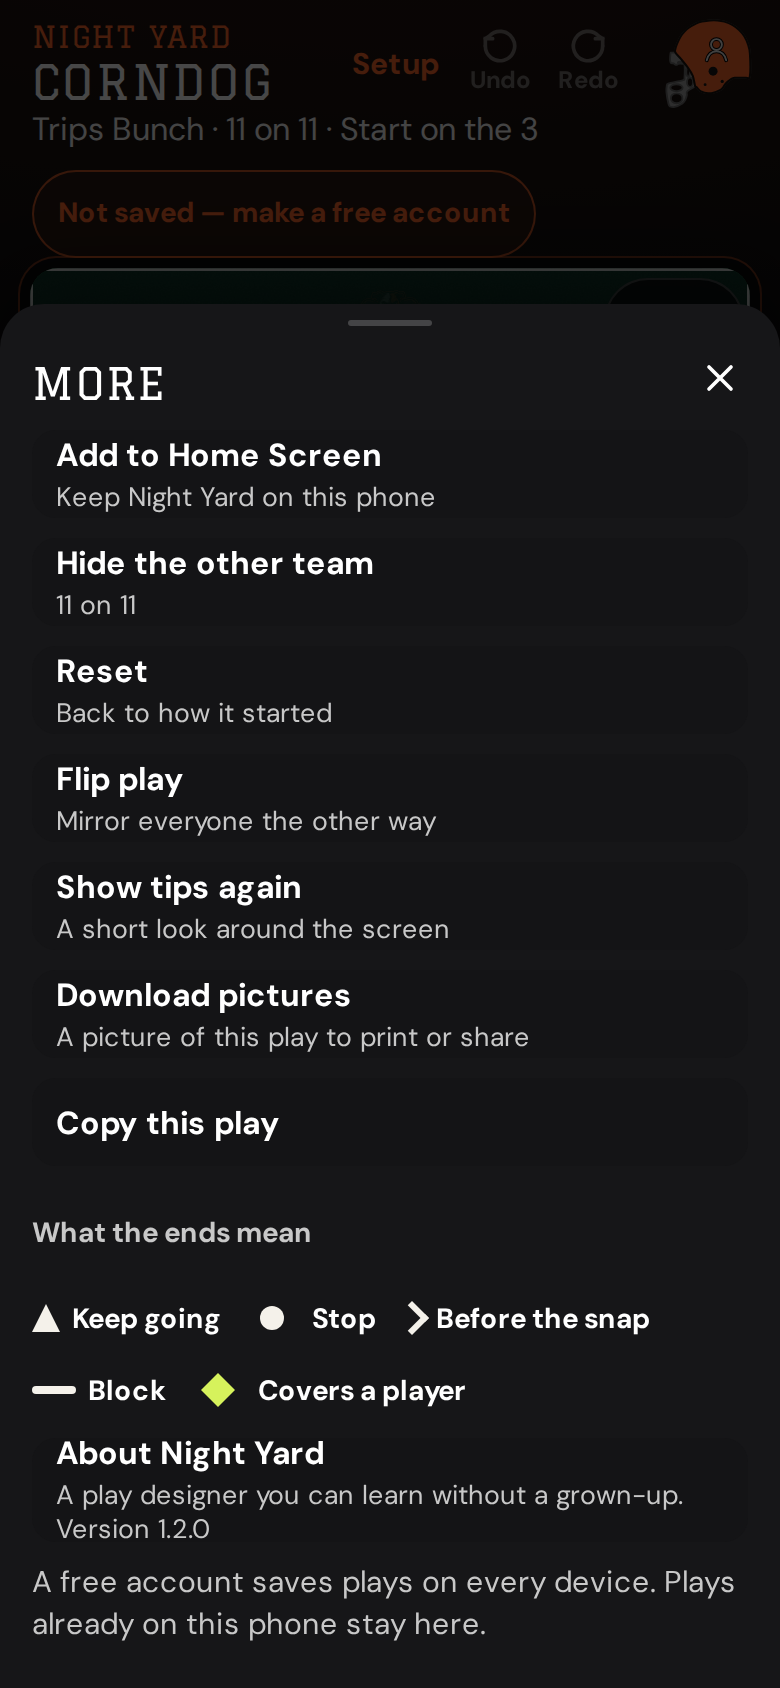 NIGHT YARD
CORNDOG
Setup
Undo
Redo
Trips Bunch · 11 on 11 · Start on the 3
Not saved — make a free account
MORE
Add to Home Screen
Keep Night Yard on this phone
Hide the other team
11 on 11
Reset
Back to how it started
Flip play
Mirror everyone the other way
Show tips again
A short look around the screen
Download pictures
A picture of this play to print or share
Copy this play
What the ends mean
Keep going
Stop
Before the snap
Block
Covers a player
About Night Yard
A play designer you can learn without a grown-up.
Version 1.2.0
A free account saves plays on every device. Plays
already on this phone stay here.